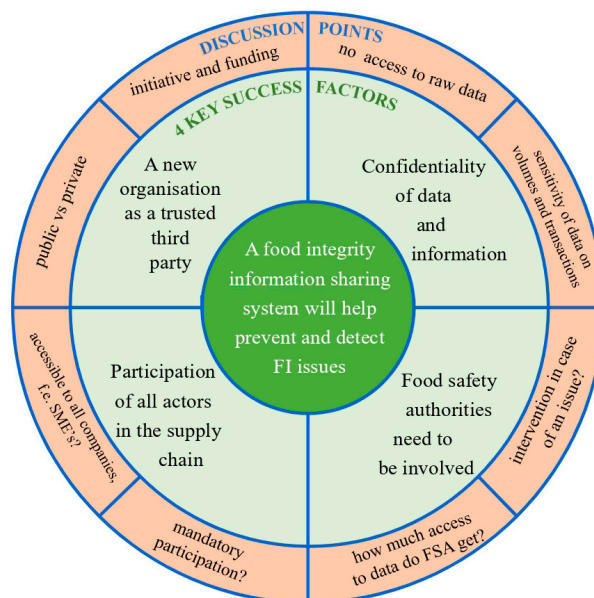 DISCUSSION POINTS
initiative and funding
no access to raw data
4 KEY SUCCESS FACTORS
public vs private
sensitivity of data on
volumes and transactions
A new
organisation
as a trusted
third
party
Confidentiality
of data
and
information
A food integrity
information sharing
system will help
prevent and detect
FI issues
Participation
of all actors
in the supply
chain
Food safety
authorities
need to
be involved
accessible to all companies,
f.e. SME's?
intervention in case
of an issue?
mandatory
participation?
how much access
to data do FSA get?